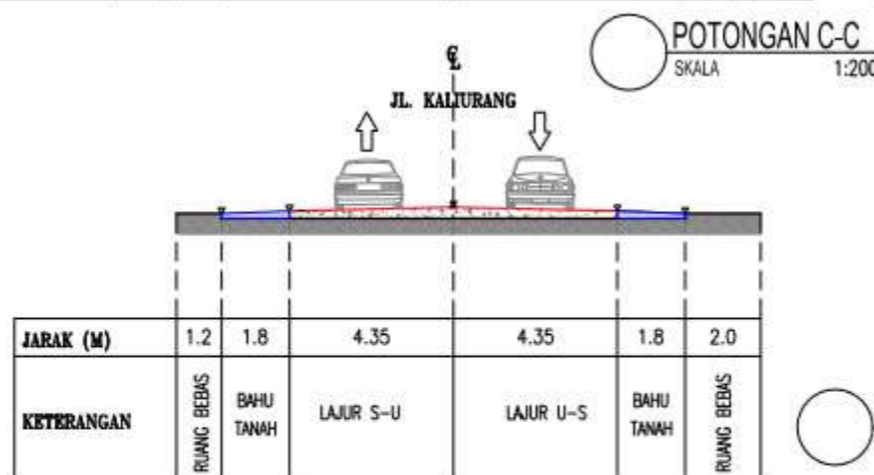 POTONGAN C-C
SKALA 1:200
℄
JL. KALIURANG
JARAK (M) 1.2 1.8 4.35 4.35 1.8 2.0
KETERANGAN RUANG BEBAS BAHU TANAH LAJUR S-U LAJUR U-S BAHU TANAH RUANG BEBAS